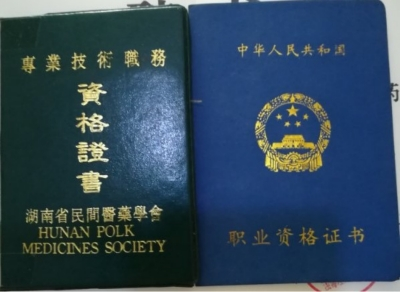 專業技術職務
資格證書
湖南省民間醫藥學會
HUNAN POLK
MEDICINES SOCIETY
中华人民共和国
职业资格证书
药